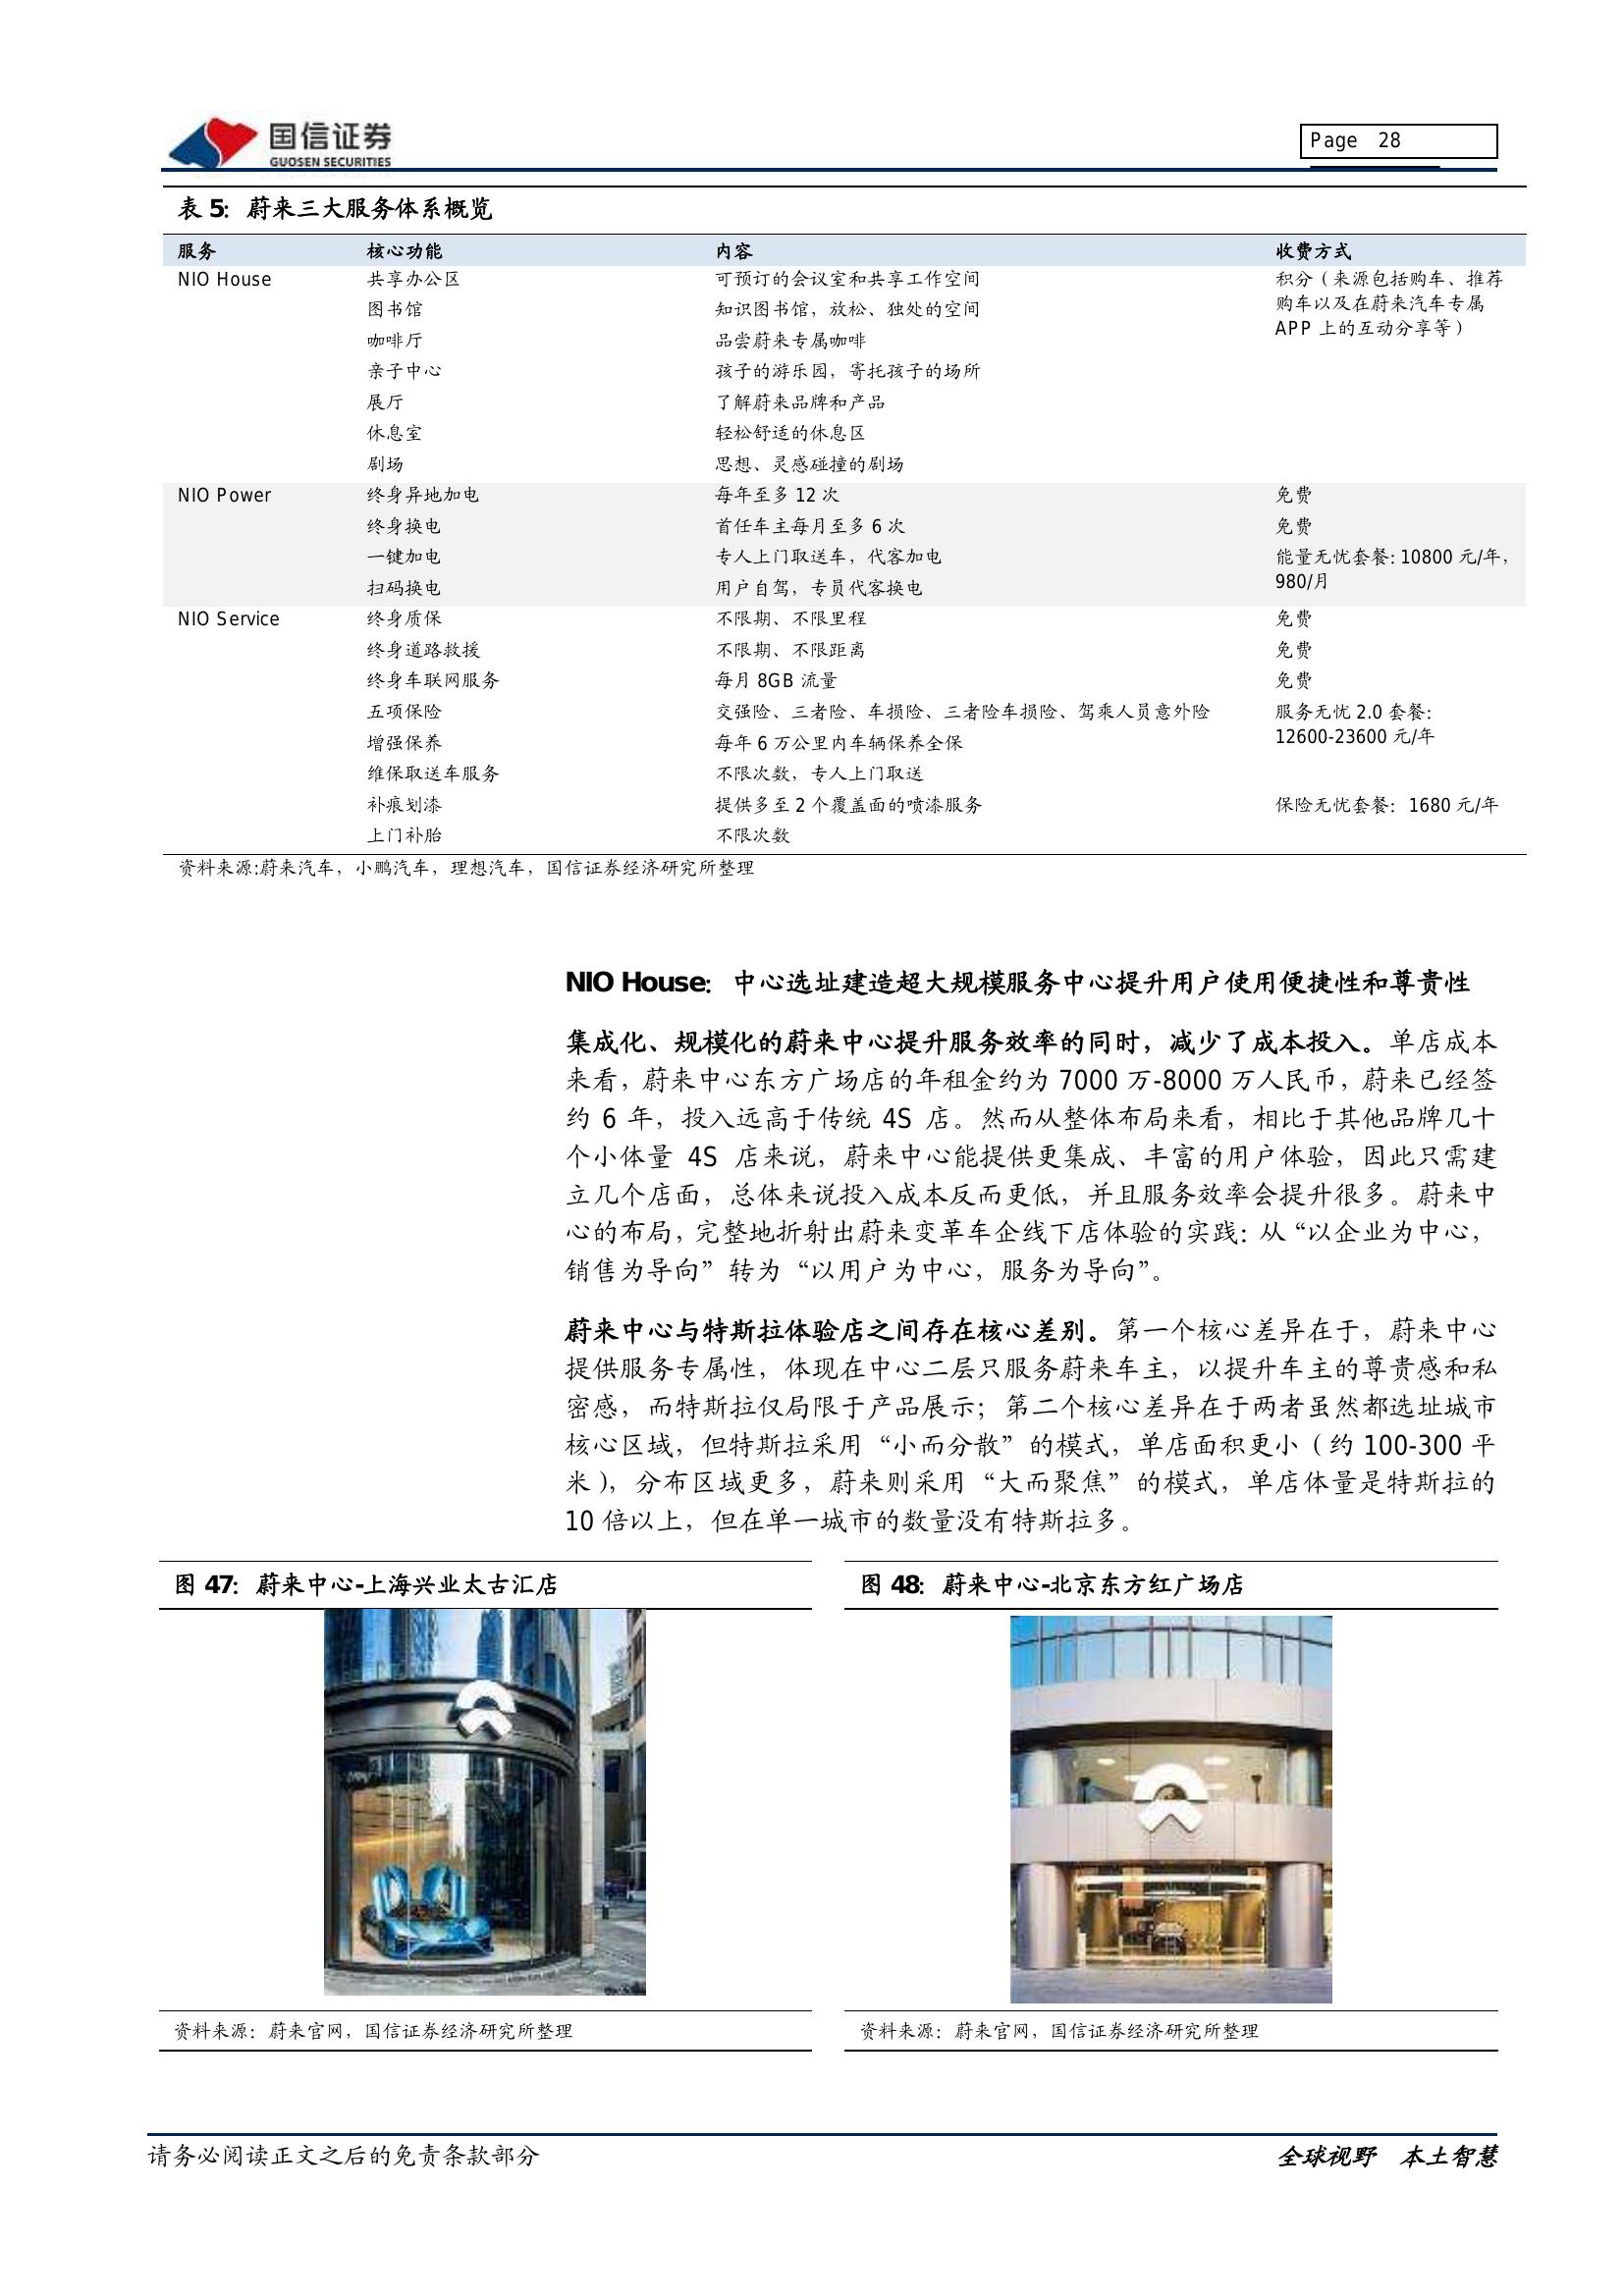 国信证券
GUOSEN SECURITIES
Page 28
表 5：蔚来三大服务体系概览
服务 核心功能 内容 收费方式
NIO House 共享办公区 可预订的会议室和共享工作空间 积分（来源包括购车、推荐
购车以及在蔚来汽车专属
APP 上的互动分享等）
图书馆 知识图书馆，放松、独处的空间
咖啡厅 品尝蔚来专属咖啡
亲子中心 孩子的游乐园，寄托孩子的场所
展厅 了解蔚来品牌和产品
休息室 轻松舒适的休息区
剧场 思想、灵感碰撞的剧场
NIO Power 终身异地加电 每年至多 12 次 免费
终身换电 首任车主每月至多 6 次 免费
一键加电 专人上门取送车，代客加电 能量无忧套餐: 10800 元/年，
980/月
扫码换电 用户自驾，专员代客换电
NIO Service 终身质保 不限期、不限里程 免费
终身道路救援 不限期、不限距离 免费
终身车联网服务 每月 8GB 流量 免费
五项保险 交强险、三者险、车损险、三者险车损险、驾乘人员意外险 服务无忧 2.0 套餐:
12600-23600 元/年
增强保养 每年 6 万公里内车辆保养全保
维保取送车服务 不限次数，专人上门取送
补痕划漆 提供多至 2 个覆盖面的喷漆服务 保险无忧套餐：1680 元/年
上门补胎 不限次数
资料来源:蔚来汽车，小鹏汽车，理想汽车，国信证券经济研究所整理
NIO House：中心选址建造超大规模服务中心提升用户使用便捷性和尊贵性
集成化、规模化的蔚来中心提升服务效率的同时，减少了成本投入。单店成本
来看，蔚来中心东方广场店的年租金约为 7000 万-8000 万人民币，蔚来已经签
约 6 年，投入远高于传统 4S 店。然而从整体布局来看，相比于其他品牌几十
个小体量 4S 店来说，蔚来中心能提供更集成、丰富的用户体验，因此只需建
立几个店面，总体来说投入成本反而更低，并且服务效率会提升很多。蔚来中
心的布局，完整地折射出蔚来变革车企线下店体验的实践：从“以企业为中心，
销售为导向”转为“以用户为中心，服务为导向”。
蔚来中心与特斯拉体验店之间存在核心差别。第一个核心差异在于，蔚来中心
提供服务专属性，体现在中心二层只服务蔚来车主，以提升车主的尊贵感和私
密感，而特斯拉仅局限于产品展示；第二个核心差异在于两者虽然都选址城市
核心区域，但特斯拉采用“小而分散”的模式，单店面积更小（约 100-300 平
米），分布区域更多，蔚来则采用“大而聚焦”的模式，单店体量是特斯拉的
10 倍以上，但在单一城市的数量没有特斯拉多。
图 47：蔚来中心-上海兴业太古汇店
图 48：蔚来中心-北京东方红广场店
资料来源：蔚来官网，国信证券经济研究所整理
资料来源：蔚来官网，国信证券经济研究所整理
请务必阅读正文之后的免责条款部分
全球视野 本土智慧